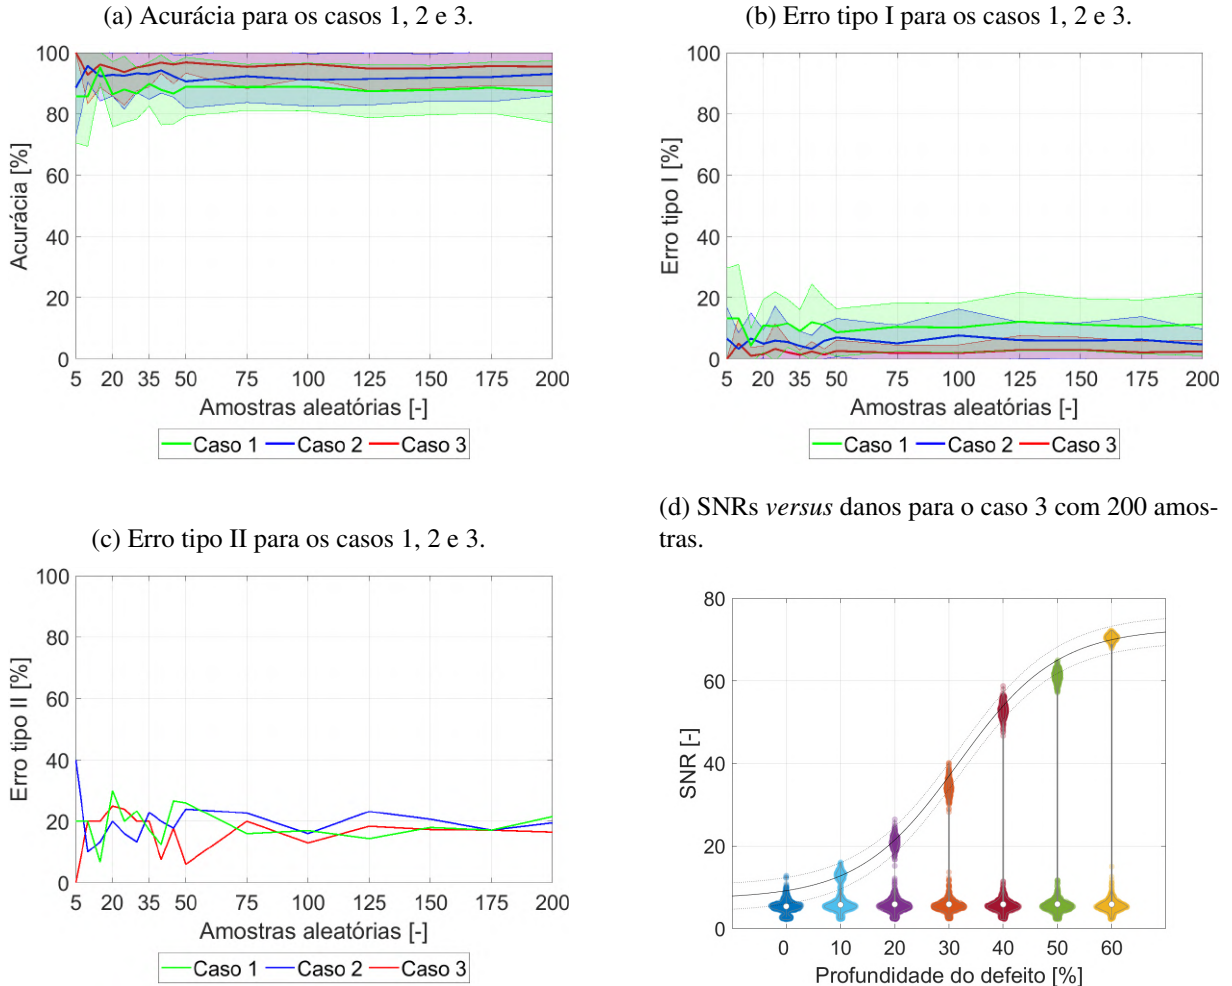 (a) Acurácia para os casos 1, 2 e 3.
100
80
60
40
20
0
Acurácia [%]
5 20 35 50 75 100 125 150 175 200
Amostras aleatórias [-]
Caso 1 Caso 2 Caso 3
(b) Erro tipo I para os casos 1, 2 e 3.
100
80
60
40
20
0
Erro tipo I [%]
5 20 35 50 75 100 125 150 175 200
Amostras aleatórias [-]
Caso 1 Caso 2 Caso 3
(c) Erro tipo II para os casos 1, 2 e 3.
100
80
60
40
20
0
Erro tipo II [%]
5 20 35 50 75 100 125 150 175 200
Amostras aleatórias [-]
Caso 1 Caso 2 Caso 3
(d) SNRs versus danos para o caso 3 com 200 amos-
tras.
80
60
40
20
0
SNR [-]
0 10 20 30 40 50 60
Profundidade do defeito [%]